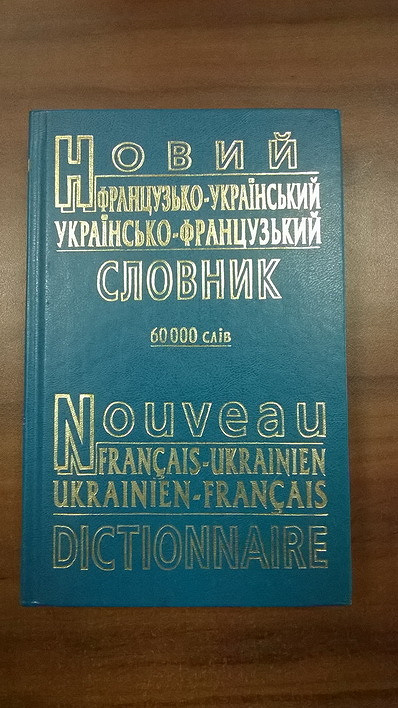 Новий
ФРАНЦУЗЬКО-УКРАЇНСЬКИЙ
УКРАЇНСЬКО-ФРАНЦУЗЬКИЙ
СЛОВНИК
60 000 слів
Nouveau
FRANÇAIS-UKRAINIEN
UKRAINIEN-FRANÇAIS
DICTIONNAIRE